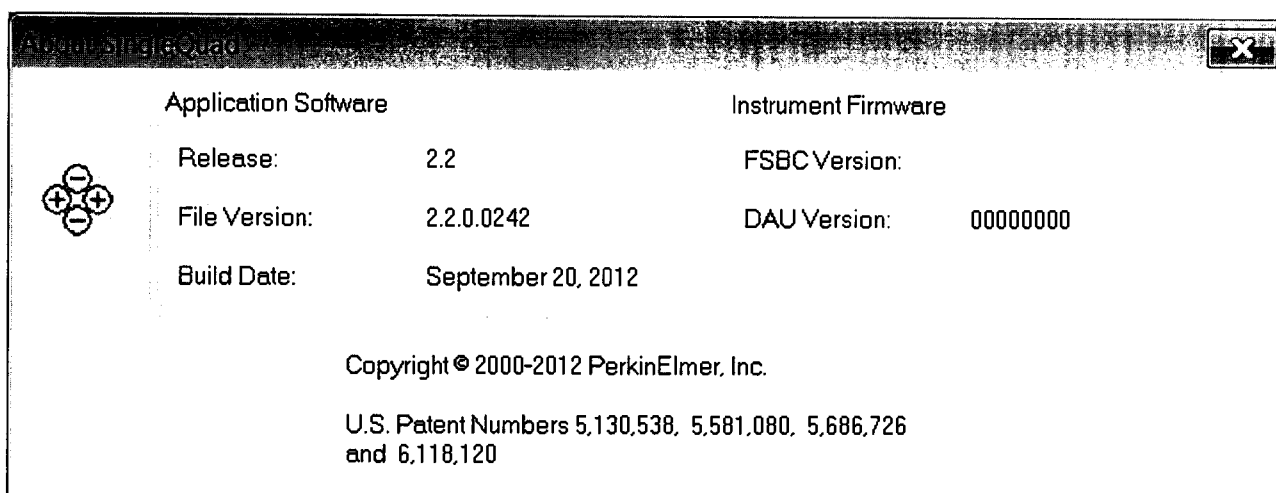 About SingleQuad
Application Software
Instrument Firmware
Release: 2.2
FSBC Version:
File Version: 2.2.0.0242
DAU Version: 00000000
Build Date: September 20, 2012
Copyright © 2000-2012 PerkinElmer, Inc.
U.S. Patent Numbers 5,130,538, 5,581,080, 5,686,726
and 6,118,120